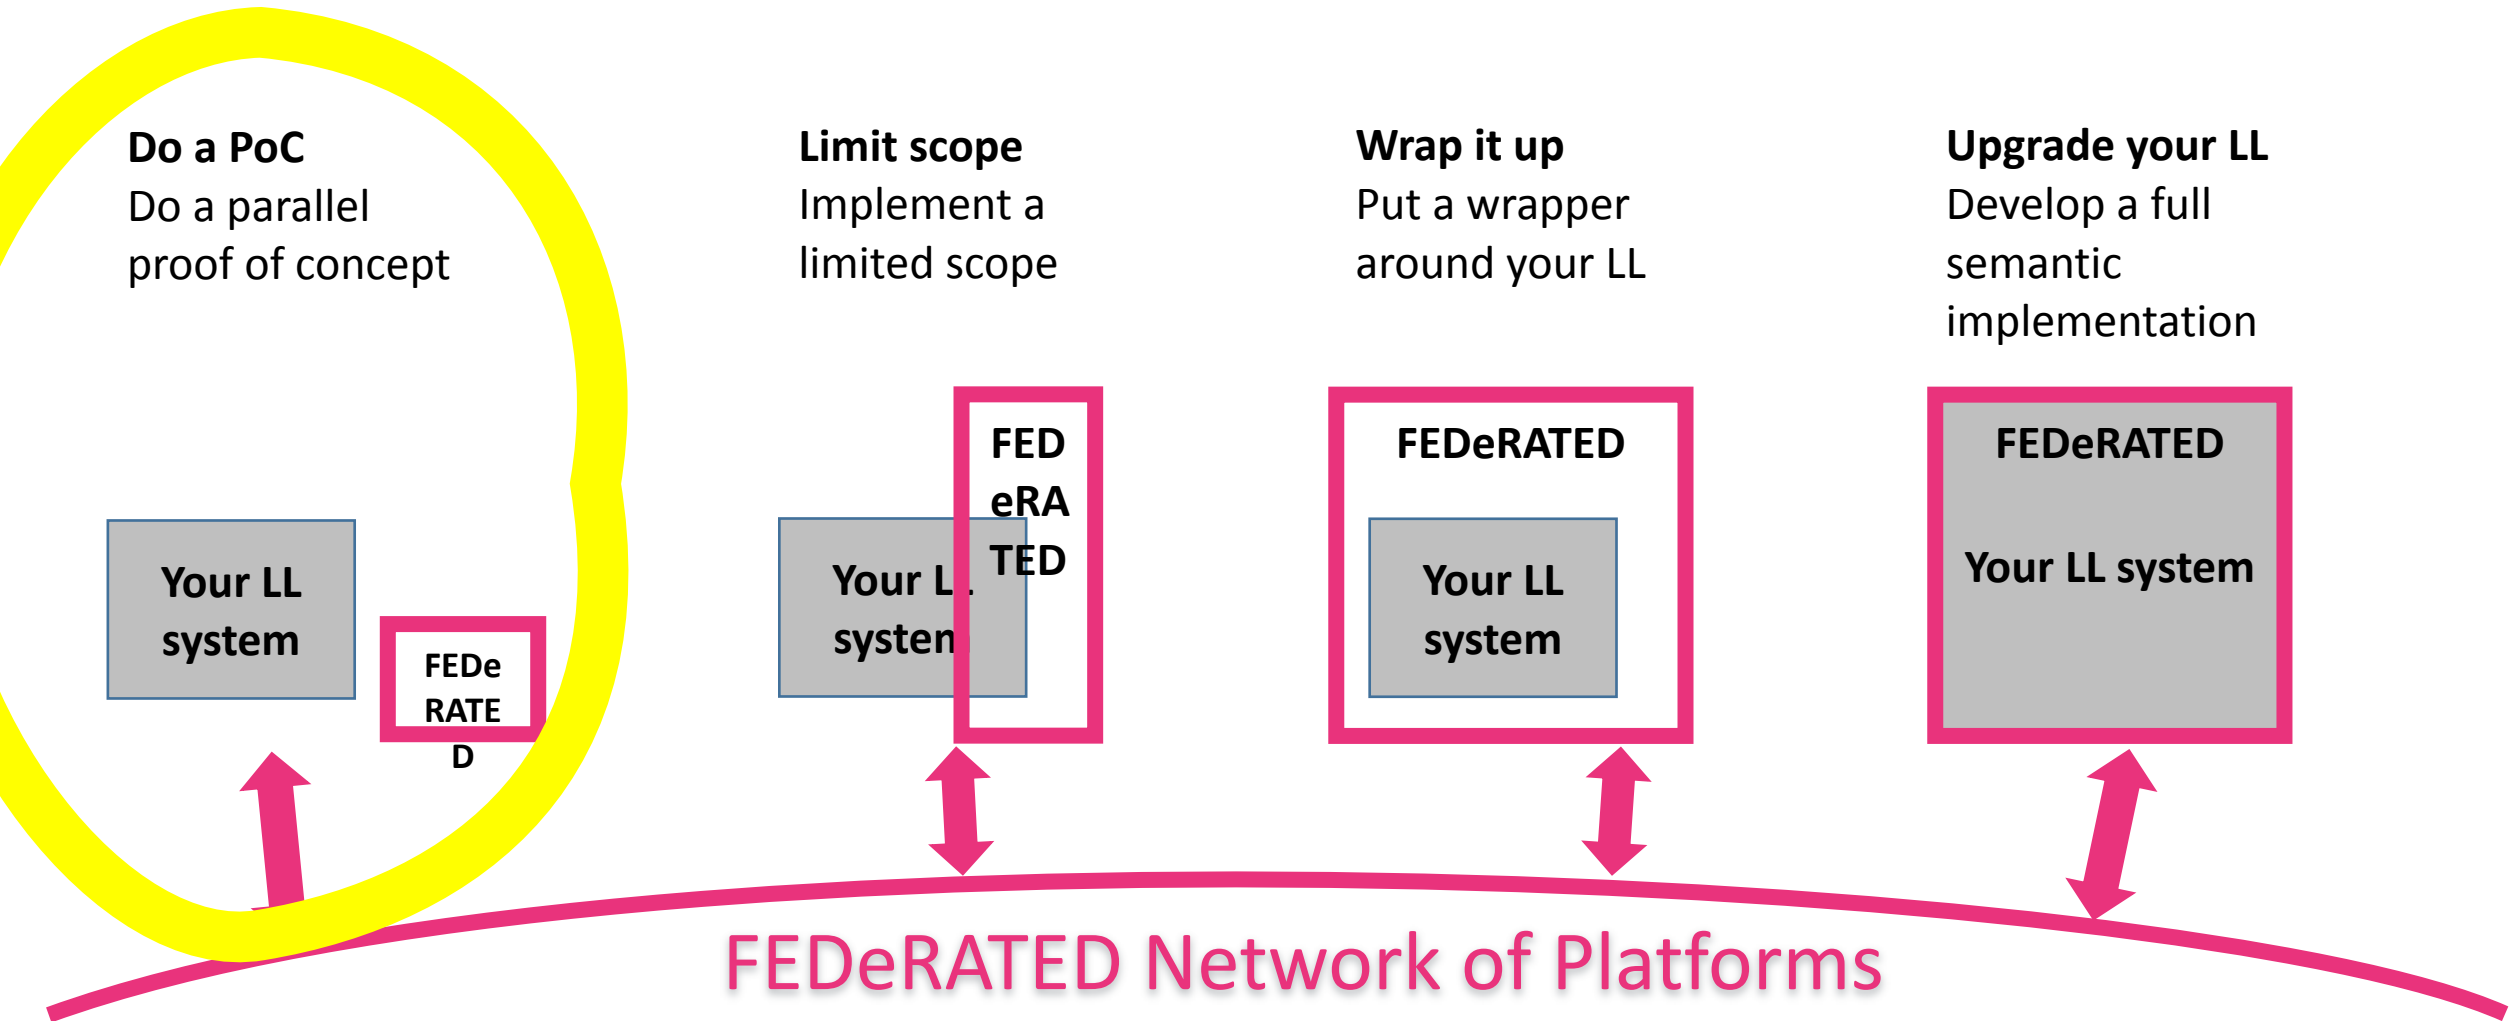 Do a PoC
Do a parallel
proof of concept
Limit scope
Implement a
limited scope
Wrap it up
Put a wrapper
around your LL
Upgrade your LL
Develop a full
semantic
implementation
Your LL
system
FEDe
RATE
D
FED
eRA
TED
Your LL
system
FEDeRATED
Your LL
system
FEDeRATED
Your LL system
FEDeRATED Network of Platforms